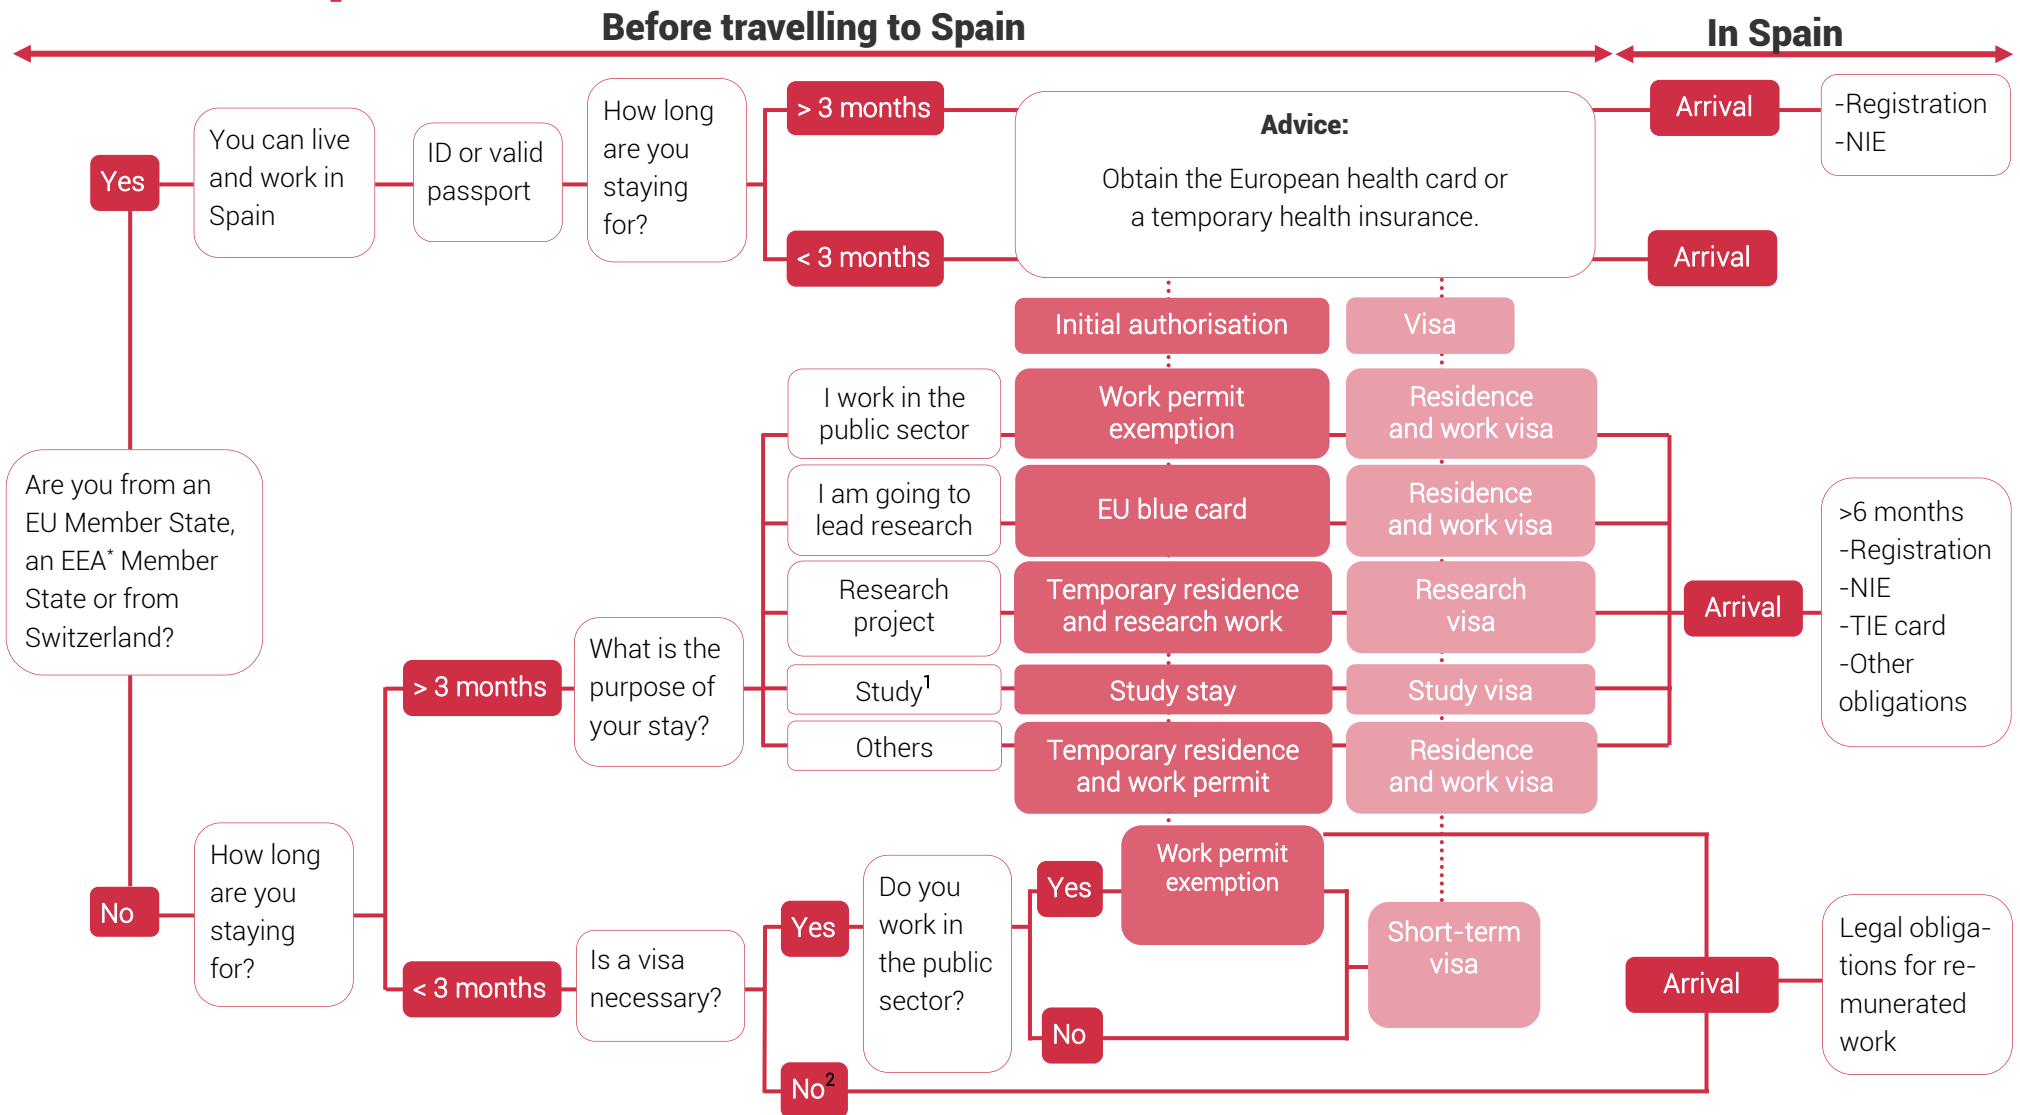 Before travelling to Spain
In Spain
Yes
You can live
and work in
Spain
ID or valid
passport
How long
are you
staying
for?
> 3 months
< 3 months
Advice:
Obtain the European health card or
a temporary health insurance.
Arrival
-Registration
-NIE
Arrival
Initial authorisation
Visa
I work in the
public sector
Work permit
exemption
Residence
and work visa
I am going to
lead research
EU blue card
Residence
and work visa
Research
project
Temporary residence
and research work
Research
visa
Study¹
Study stay
Study visa
Others
Temporary residence
and work permit
Residence
and work visa
Arrival
>6 months
-Registration
-NIE
-TIE card
-Other
obligations
Are you from an
EU Member State,
an EEA* Member
State or from
Switzerland?
> 3 months
What is the
purpose of
your stay?
No
How long
are you
staying
for?
< 3 months
Is a visa
necessary?
Yes
Do you
work in
the public
sector?
Yes
Work permit
exemption
No
Short-term
visa
No²
Arrival
Legal obliga-
tions for re-
munerated
work